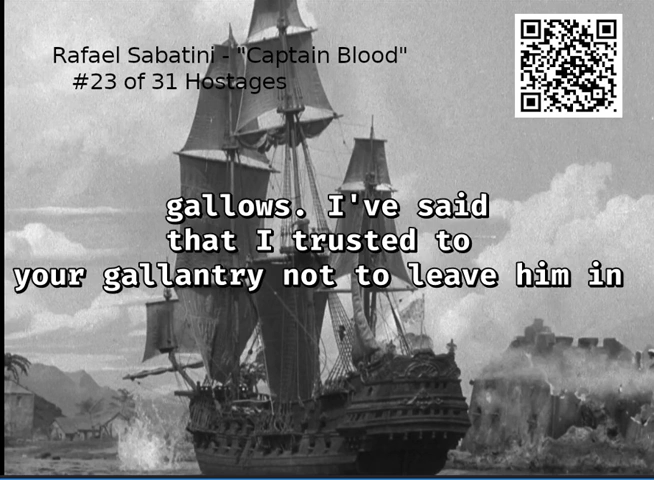 Rafael Sabatini - "Captain Blood"
#23 of 31 Hostages
gallows. I've said
that I trusted to
your gallantry not to leave him in